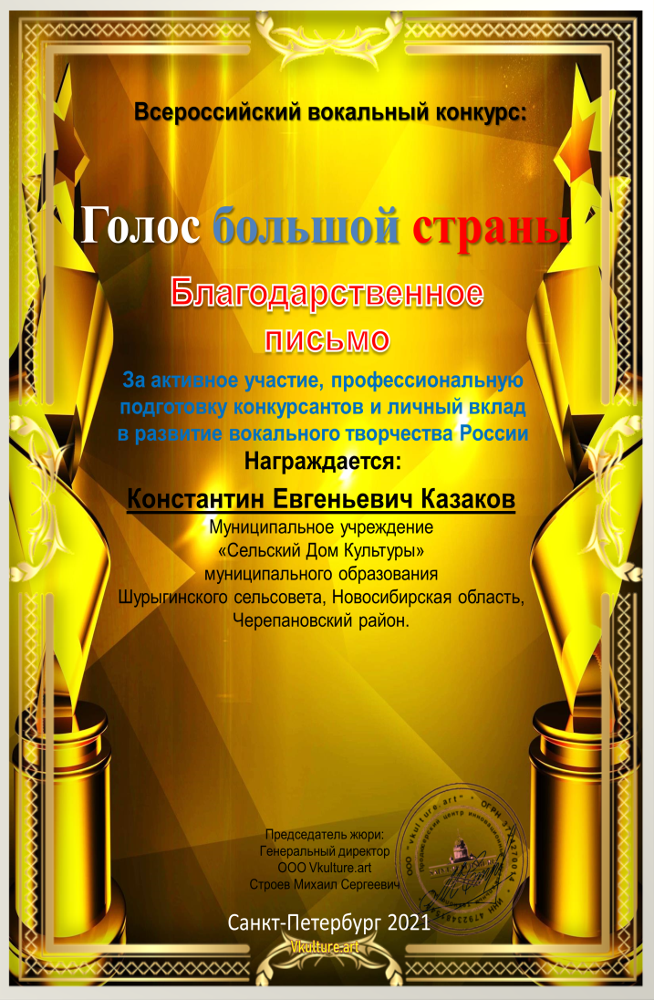 Всероссийский вокальный конкурс:
Голос большой страны
Благодарственное
письмо
За активное участие, профессиональную
подготовку конкурсантов и личный вклад
в развитие вокального творчества России
Награждается:
Константин Евгеньевич Казаков
Муниципальное учреждение
«Сельский Дом Культуры»
муниципального образования
Шурыгинского сельсовета, Новосибирская область,
Черепановский район.
Председатель жюри:
Генеральный директор
ООО Vkulture.art
Строев Михаил Сергеевич
Санкт-Петербург 2021
Vkulture-art